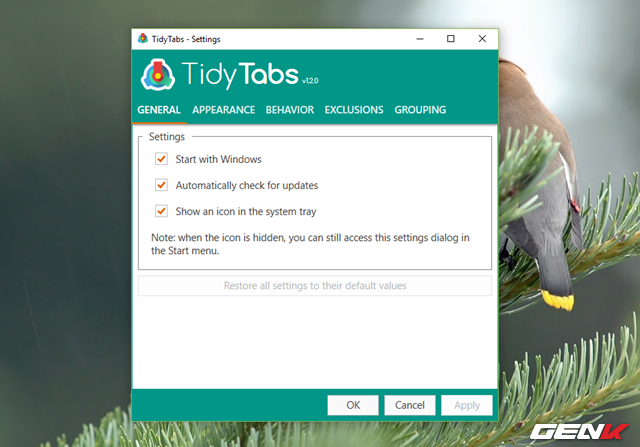 TidyTabs - Settings
TidyTabs v1.2.0
GENERAL APPEARANCE BEHAVIOR EXCLUSIONS GROUPING
Settings
Start with Windows
Automatically check for updates
Show an icon in the system tray
Note: when the icon is hidden, you can still access this settings dialog in
the Start menu.
Restore all settings to their default values
OK Cancel Apply
GENK